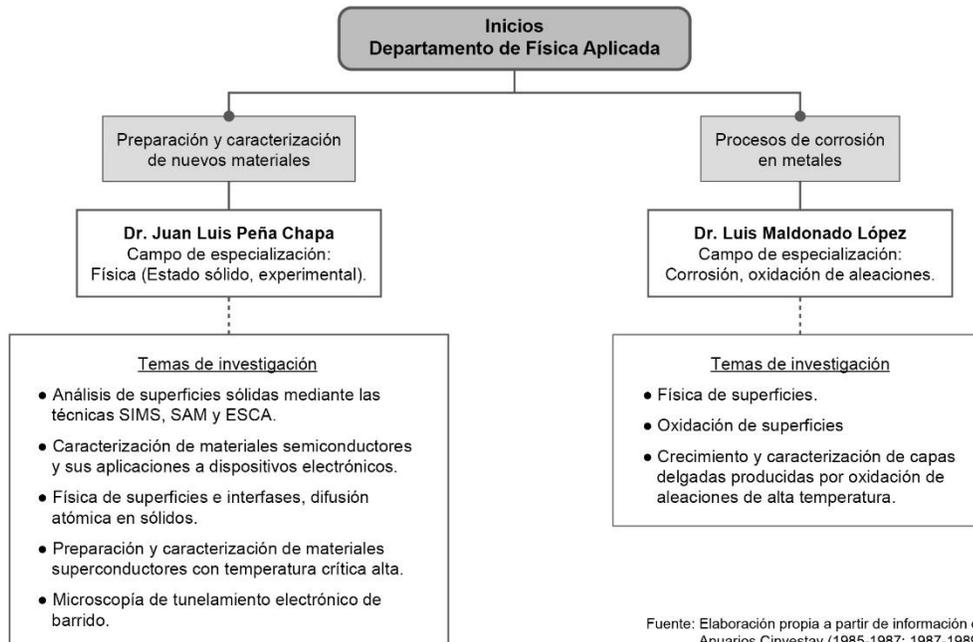 Inicios
Departamento de Física Aplicada
Preparación y caracterización
de nuevos materiales
Dr. Juan Luis Peña Chapa
Campo de especialización:
Física (Estado sólido, experimental).
Temas de investigación
● Análisis de superficies sólidas mediante las
técnicas SIMS, SAM y ESCA.
● Caracterización de materiales semiconductores
y sus aplicaciones a dispositivos electrónicos.
● Física de superficies e interfases, difusión
atómica en sólidos.
● Preparación y caracterización de materiales
superconductores con temperatura crítica alta.
● Microscopía de tunelamiento electrónico de
barrido.
Procesos de corrosión
en metales
Dr. Luis Maldonado López
Campo de especialización:
Corrosión, oxidación de aleaciones.
Temas de investigación
● Física de superficies.
● Oxidación de superficies
● Crecimiento y caracterización de capas
delgadas producidas por oxidación de
aleaciones de alta temperatura.
Fuente: Elaboración propia a partir de información
Anuarios Cinvestav (1985-1987; 1987-1989